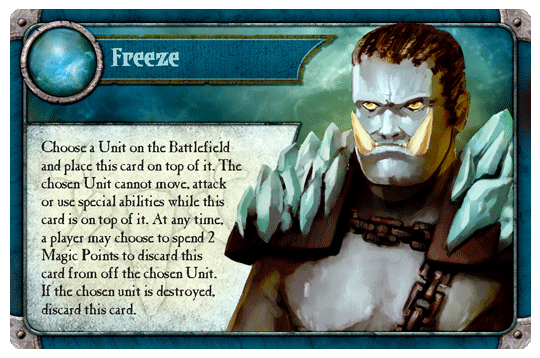 Freeze
Choose a Unit on the Battlefield
and place this card on top of it. The
chosen Unit cannot move, attack
or use special abilities while this
card is on top of it. At any time,
a player may choose to spend 2
Magic Points to discard this
card from off the chosen Unit.
If the chosen unit is destroyed,
discard this card.